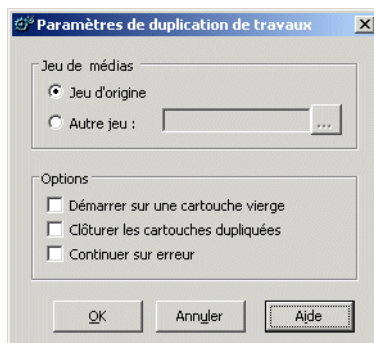 Paramètres de duplication de travaux
Jeu de médias
Jeu d'origine
Autre jeu :
...
Options
Démarrer sur une cartouche vierge
Clôturer les cartouches dupliquées
Continuer sur erreur
OK Annuler Aide